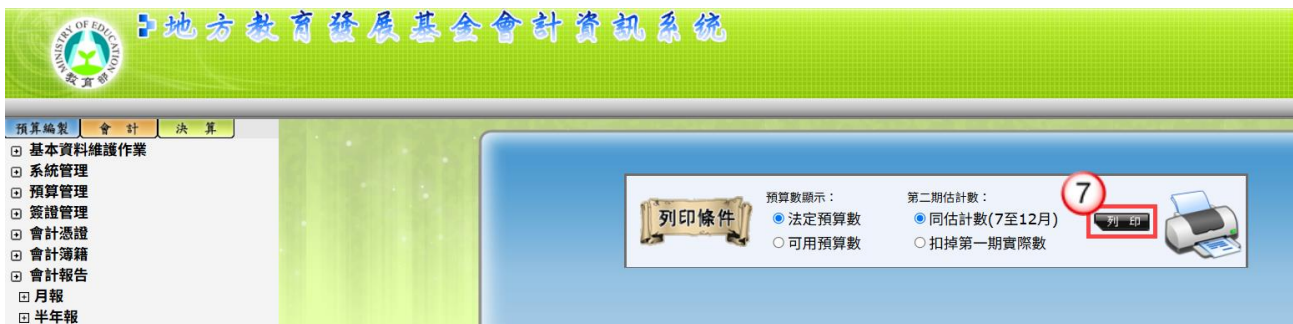 地方教育發展基金會計資訊系統
MINISTRY OF EDUCATION
教育部
預算編製 會計 決算
基本資料維護作業
系統管理
預算管理
簽證管理
會計憑證
會計簿籍
會計報告
月報
半年報
列印條件
預算數顯示：
法定預算數
可用預算數
第二期估計數：
同估計數(7至12月)
扣掉第一期實際數
7
列印